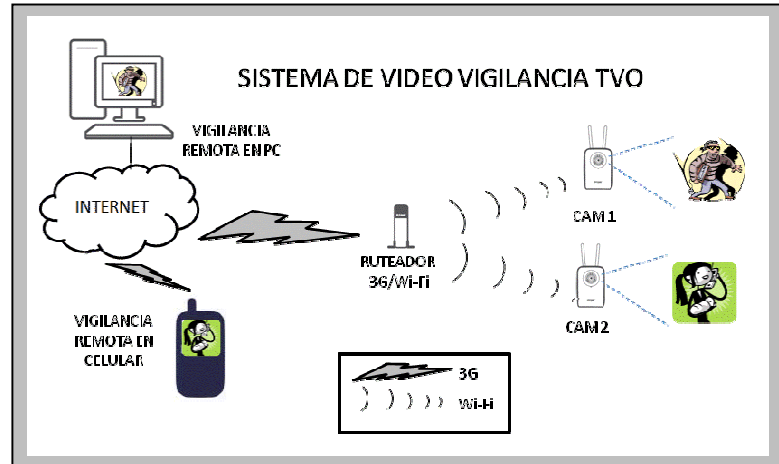 SISTEMA DE VIDEO VIGILANCIA TVO
VIGILANCIA
REMOTA EN PC
INTERNET
RUTEADOR
3G/Wi-Fi
CAM 1
CAM 2
VIGILANCIA
REMOTA EN
CELULAR
3G
Wi-Fi